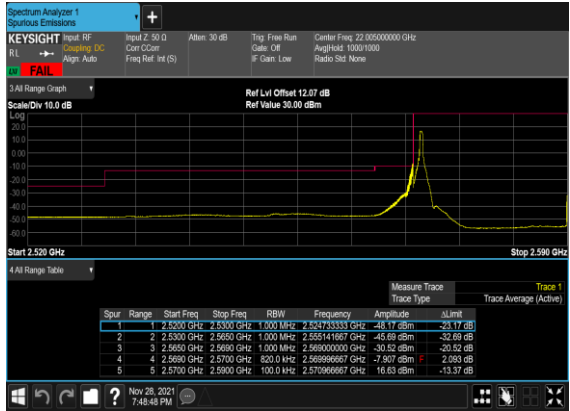 Spectrum Analyzer 1
Spurious Emissions
KEYSIGHT Input: RF Input Z: 50 Ω Atten: 30 dB Trig: Free Run Center Freq: 22.005000000 GHz
RL Coupling: DC Corr CCorr Gate: Off Avg|Hold: 1000/1000
Align: Auto Freq Ref: Int (S) IF Gain: Low Radio Std: None
LV FAIL
3 All Range Graph
Ref Lvl Offset 12.07 dB
Scale/Div 10.0 dB Ref Value 30.00 dBm
Log
20.0
10.0
0.00
-10.0
-20.0
-30.0
-40.0
-50.0
-60.0
Start 2.520 GHz Stop 2.590 GHz
4 All Range Table
Measure Trace Trace 1
Trace Type Trace Average (Active)
Spur Range Start Freq Stop Freq RBW Frequency Amplitude ΔLimit
1 1 2.5200 GHz 2.5300 GHz 1.000 MHz 2.524733333 GHz -48.17 dBm -23.17 dB
2 2 2.5300 GHz 2.5650 GHz 1.000 MHz 2.555141667 GHz -45.69 dBm -32.69 dB
3 3 2.5650 GHz 2.5690 GHz 1.000 MHz 2.569000000 GHz -30.52 dBm -20.52 dB
4 4 2.5690 GHz 2.5700 GHz 820.0 kHz 2.569996667 GHz -7.907 dBm F 2.093 dB
5 5 2.5700 GHz 2.5900 GHz 100.0 kHz 2.570966667 GHz 16.63 dBm -13.37 dB
Nov 28, 2021
7:48:48 PM